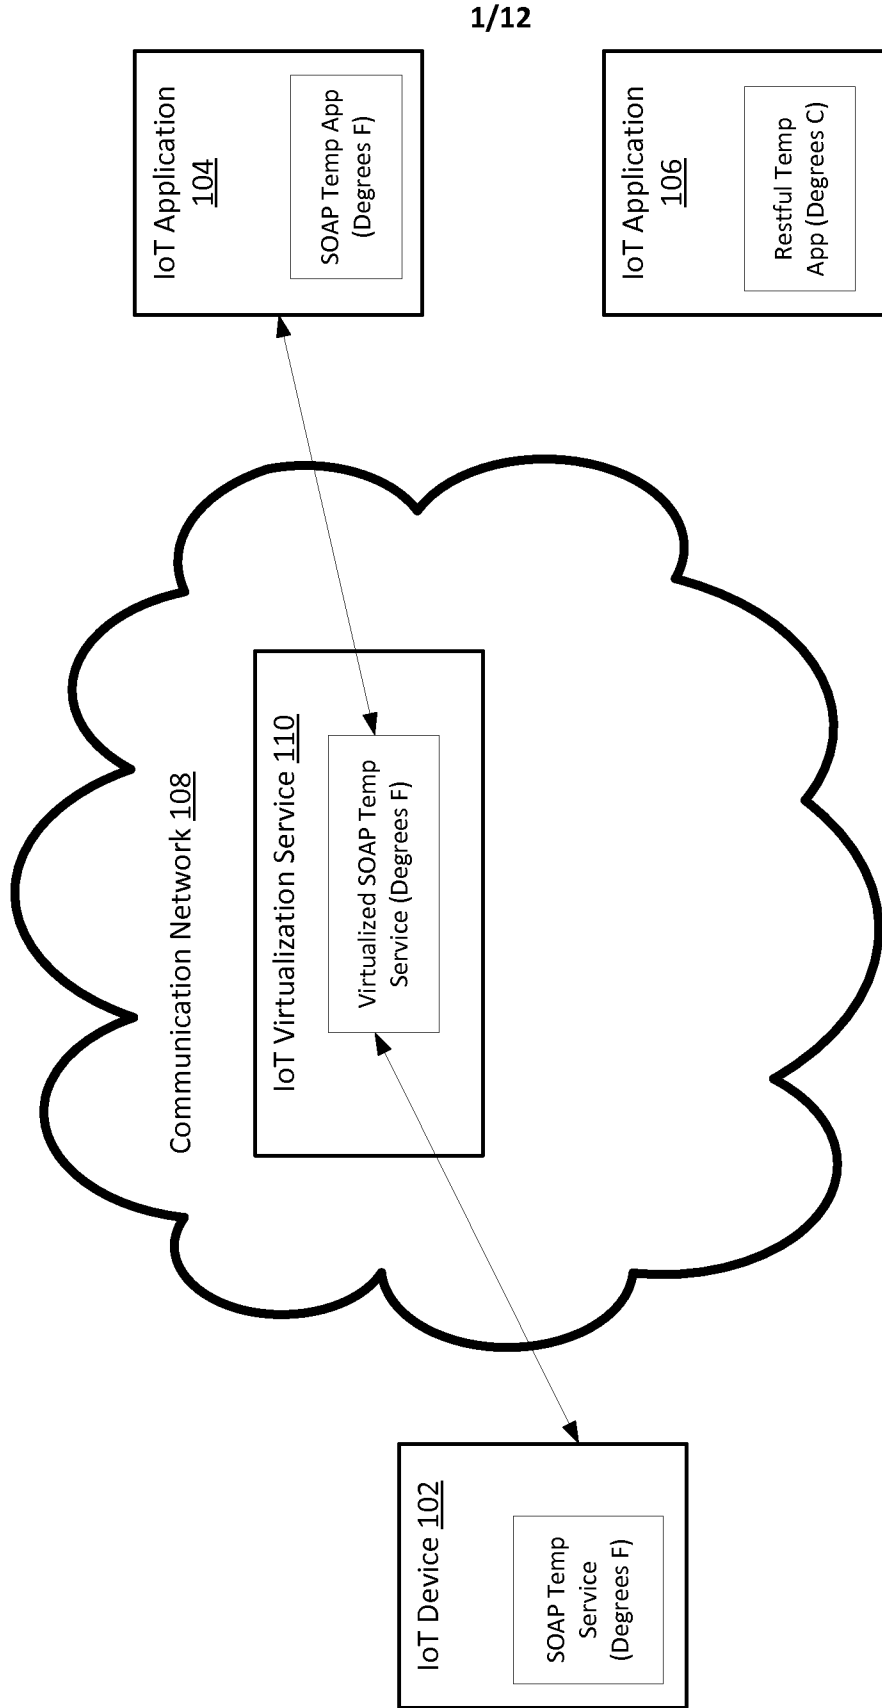 1/12
IoT Device 102
SOAP Temp
Service
(Degrees F)
Communication Network 108
IoT Virtualization Service 110
Virtualized SOAP Temp
Service (Degrees F)
IoT Application
104
SOAP Temp App
(Degrees F)
IoT Application
106
Restful Temp
App (Degrees C)